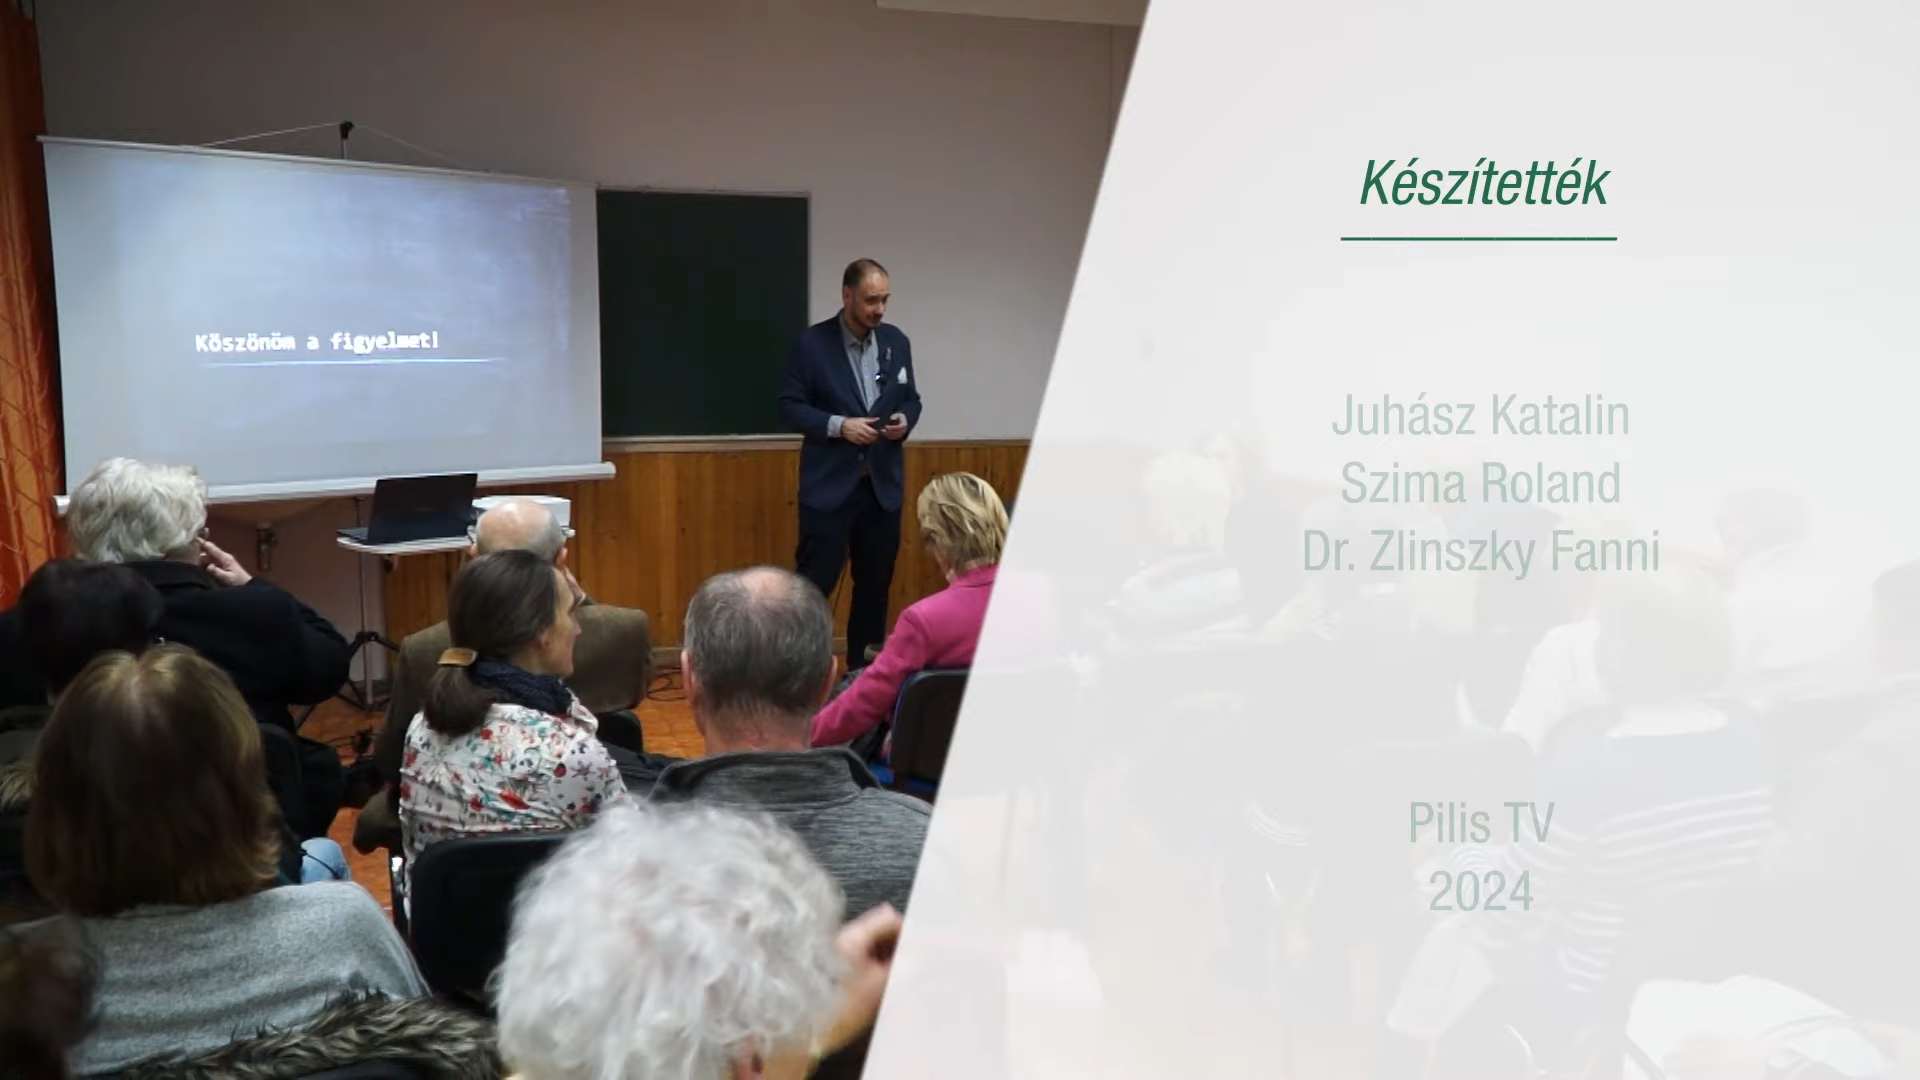 Köszönöm a figyelmet!
Készítették
Juhász Katalin
Szima Roland
Dr. Zlinszky Fanni
Pilis TV
2024